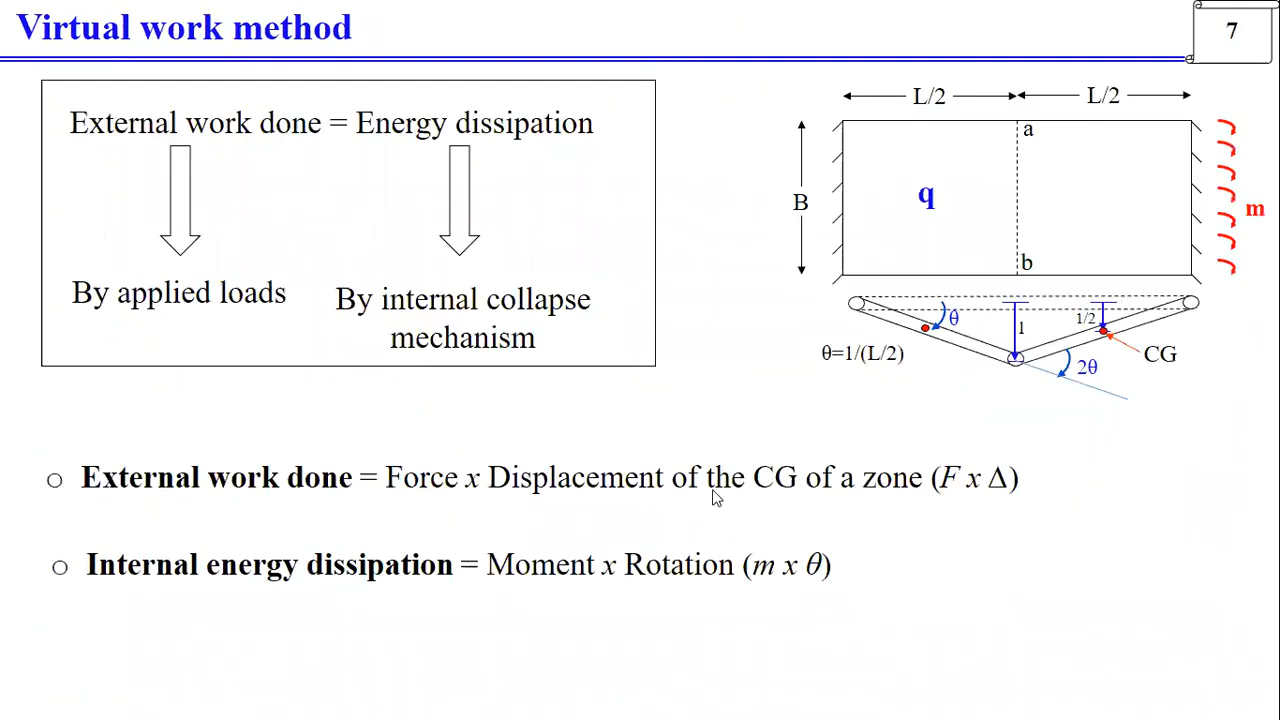 Virtual work method
7
External work done = Energy dissipation
By applied loads
By internal collapse
mechanism
L/2
L/2
a
B
q
m
b
θ
1
1/2
θ=1/(L/2)
CG
2θ
External work done = Force x Displacement of the CG of a zone (F x Δ)
Internal energy dissipation = Moment x Rotation (m x θ)